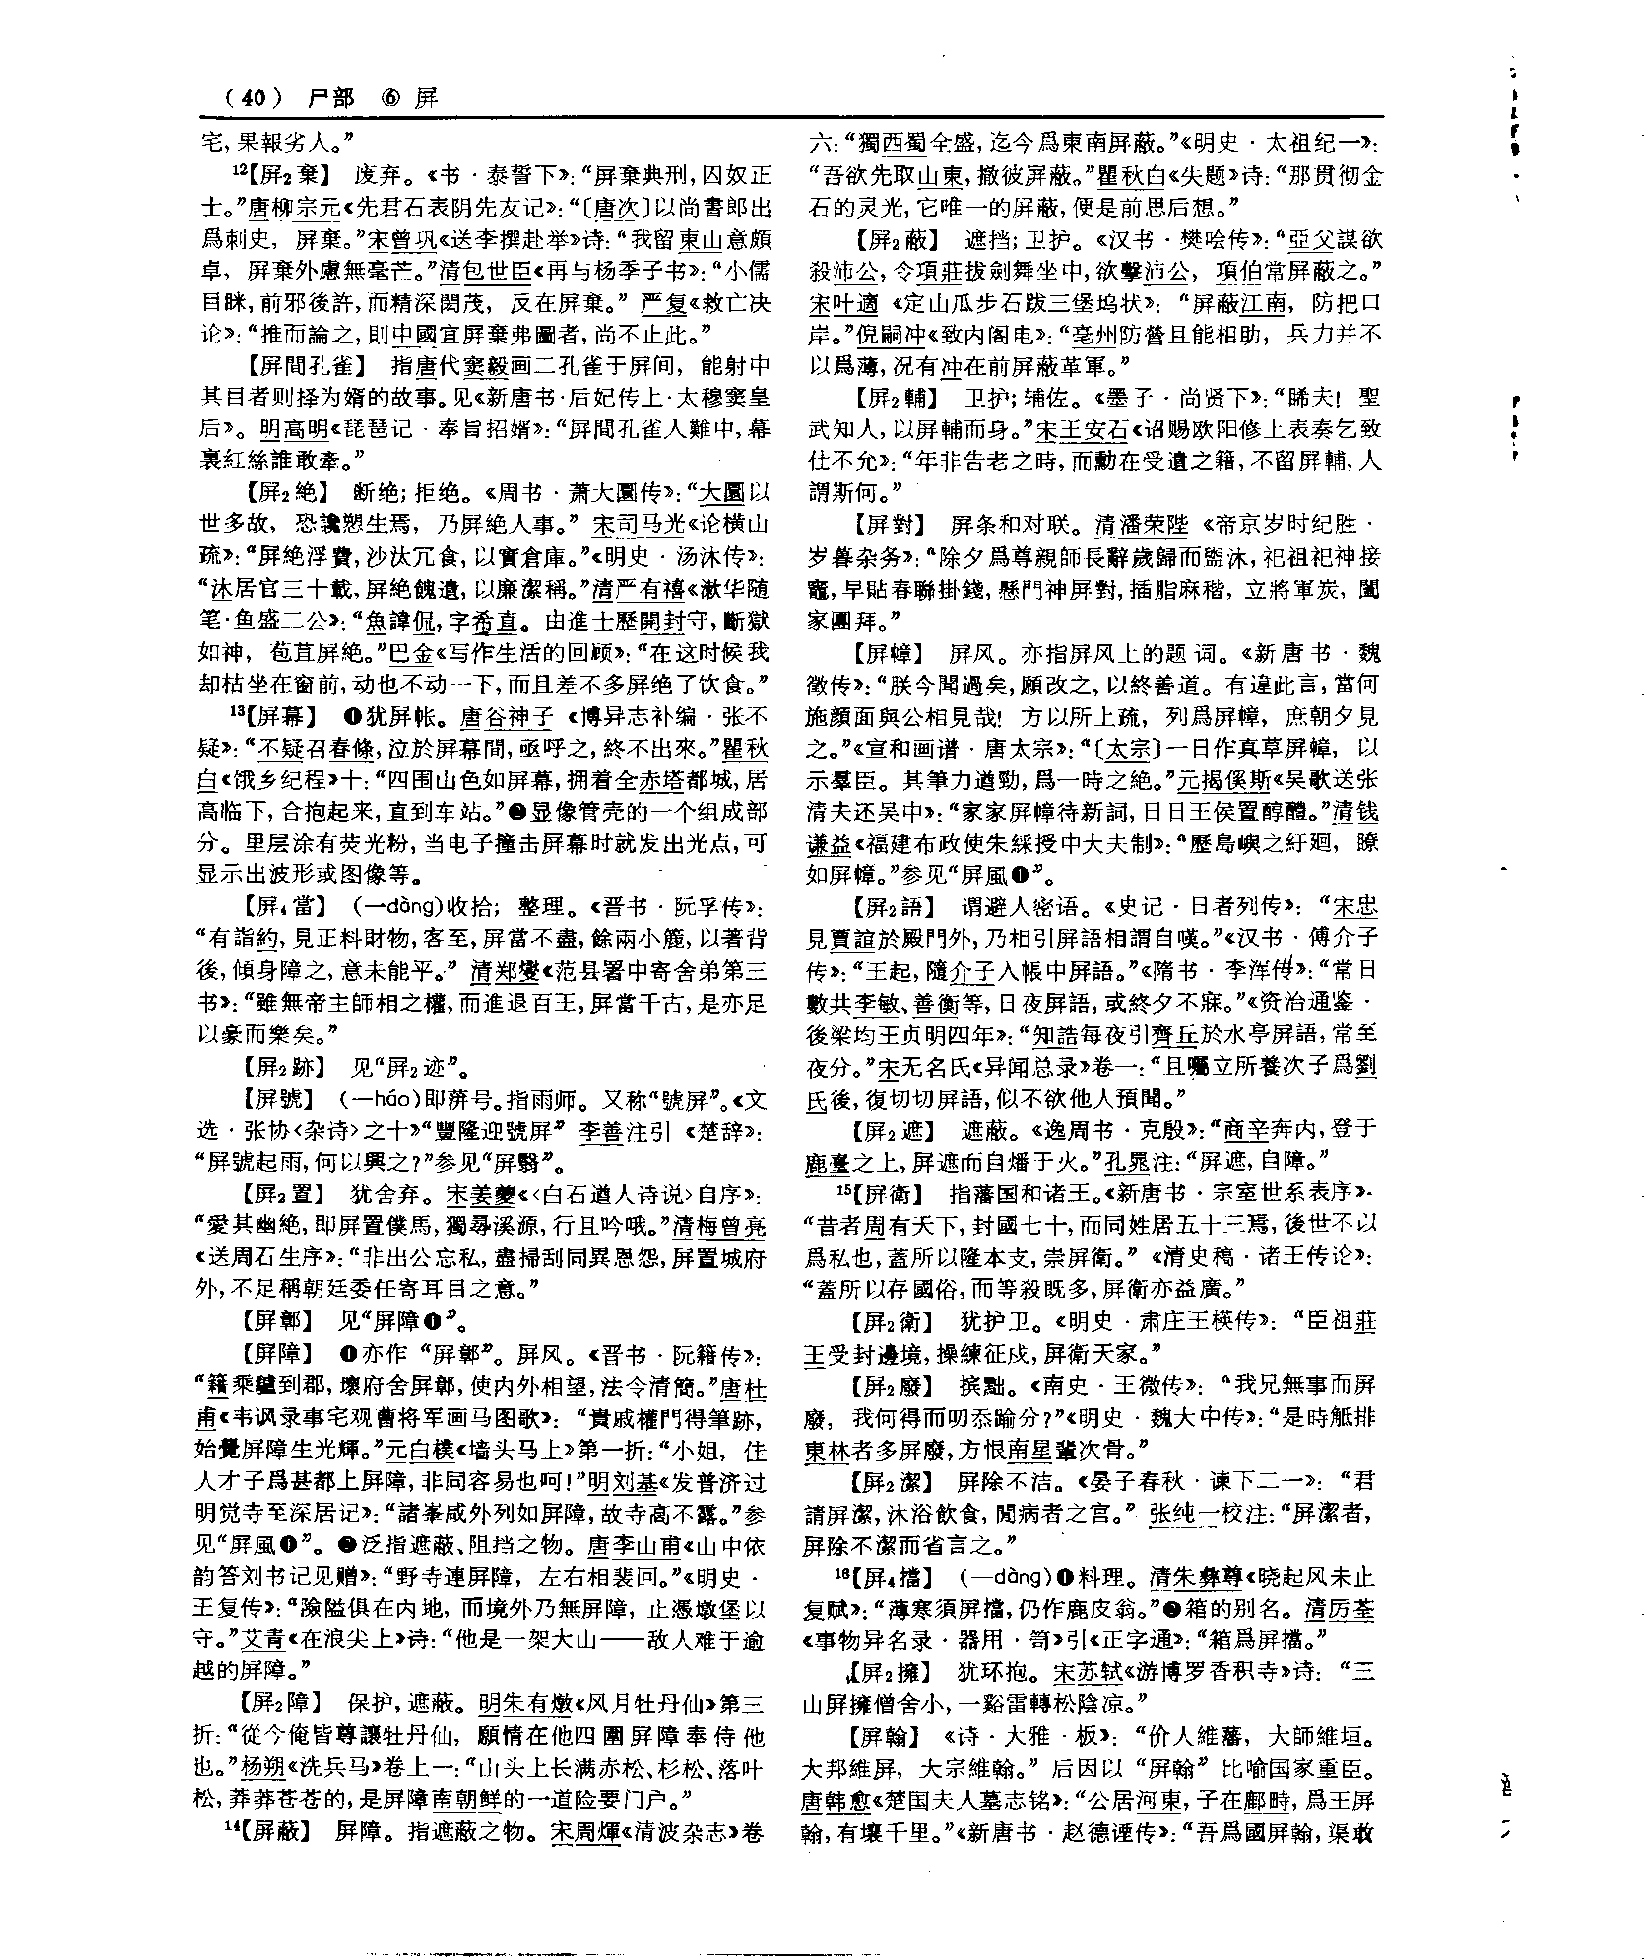 （40） 尸部 ⑥ 屏
宅，果報劣人。”
¹²【屏₂棄】 废弃。《书·泰誓下》：“屏棄典刑，囚奴正
士。”唐柳宗元《先君石表阴先友记》：“〔唐次〕以尚書郎出
爲刺史，屏棄。”宋曾巩《送李撰赴举》诗：“我留東山意頗
卓，屏棄外慮無毫芒。”清包世臣《再与杨季子书》：“小儒
目眯，前邪後許，而精深閎茂，反在屏棄。”严复《救亡决
论》：“推而論之，則中國宜屏棄弗圖者，尚不止此。”
【屏間孔雀】 指唐代窦毅画二孔雀于屏间，能射中
其目者则择为婿的故事。见《新唐书·后妃传上·太穆窦皇
后》。明高明《琵琶记·奉旨招婿》：“屏間孔雀人難中，幕
裏紅絲誰敢牽。”
【屏₂絶】 断绝；拒绝。《周书·萧大圜传》：“大圜以
世多故，恐讒愬生焉，乃屏絶人事。”宋司马光《论横山
疏》：“屏絶浮費，沙汰冗食，以實倉庫。”《明史·汤沐传》：
“沐居官三十載，屏絶餽遺，以廉潔稱。”清严有禧《漱华随
笔·鱼盛二公》：“魚諱侃，字希直。由進士歷開封守，斷獄
如神，苞苴屏絶。”巴金《写作生活的回顾》：“在这时候我
却枯坐在窗前，动也不动一下，而且差不多屏绝了饮食。”
¹³【屏幕】 ❶犹屏帐。唐谷神子《博异志补编·张不
疑》：“不疑召春條，泣於屏幕間，亟呼之，終不出來。”瞿秋
白《饿乡纪程》十：“四围山色如屏幕，拥着全赤塔都城，居
高临下，合抱起来，直到车站。”❷显像管壳的一个组成部
分。里层涂有荧光粉，当电子撞击屏幕时就发出光点，可
显示出波形或图像等。
【屏₄當】 （—dàng）收拾；整理。《晋书·阮孚传》：
“有詣約，見正料財物，客至，屏當不盡，餘兩小簏，以著背
後，傾身障之，意未能平。”清郑燮《范县署中寄舍弟第三
书》：“雖無帝主師相之權，而進退百王，屏當千古，是亦足
以豪而樂矣。”
【屏₂跡】 见“屏₂迹”。
【屏號】 （—háo）即蓱号。指雨师。又称“號屏”。《文
选·张协〈杂诗〉之十》“豐隆迎號屏”李善注引《楚辞》：
“屏號起雨，何以興之？”参见“屏翳”。
【屏₂置】 犹舍弃。宋姜夔《〈白石道人诗说〉自序》：
“愛其幽絶，即屏置僕馬，獨尋溪源，行且吟哦。”清梅曾亮
《送周石生序》：“非出公忘私，盡掃刮同異恩怨，屏置城府
外，不足稱朝廷委任寄耳目之意。”
【屏鄣】 见“屏障❶”。
【屏障】 ❶亦作“屏鄣”。屏风。《晋书·阮籍传》：
“籍乘驢到郡，壞府舍屏鄣，使内外相望，法令清簡。”唐杜
甫《韦讽录事宅观曹将军画马图歌》：“貴戚權門得筆跡，
始覺屏障生光輝。”元白樸《墙头马上》第一折：“小姐，佳
人才子爲甚都上屏障，非同容易也呵！”明刘基《发普济过
明觉寺至深居记》：“諸峯咸外列如屏障，故寺高不露。”参
见“屏風❶”。❷泛指遮蔽、阻挡之物。唐李山甫《山中依
韵答刘书记见赠》：“野寺連屏障，左右相裴回。”《明史·
王复传》：“險隘俱在内地，而境外乃無屏障，止憑墩堡以
守。”艾青《在浪尖上》诗：“他是一架大山——敌人难于逾
越的屏障。”
【屏₂障】 保护，遮蔽。明朱有燉《风月牡丹仙》第三
折：“從今俺皆尊讓牡丹仙，願情在他四圍屏障奉侍他
也。”杨朔《洗兵马》卷上一：“山头上长满赤松、杉松、落叶
松，莽莽苍苍的，是屏障南朝鲜的一道险要门户。”
¹⁴【屏蔽】 屏障。指遮蔽之物。宋周煇《清波杂志》卷
六：“獨西蜀全盛，迄今爲東南屏蔽。”《明史·太祖纪一》：
“吾欲先取山東，撤彼屏蔽。”瞿秋白《失题》诗：“那贯彻金
石的灵光，它唯一的屏蔽，便是前思后想。”
【屏₂蔽】 遮挡；卫护。《汉书·樊哙传》：“亞父謀欲
殺沛公，令項莊拔劍舞坐中，欲擊沛公，項伯常屏蔽之。”
宋叶適《定山瓜步石跋三堡坞状》：“屏蔽江南，防把口
岸。”倪嗣冲《致内阁电》：“亳州防營且能相助，兵力并不
以爲薄，况有冲在前屏蔽革軍。”
【屏₂輔】 卫护；辅佐。《墨子·尚贤下》：“晞夫！聖
武知人，以屏輔而身。”宋王安石《诏赐欧阳修上表奏乞致
仕不允》：“年非告老之時，而勳在受遺之籍，不留屏輔，人
謂斯何。”
【屏對】 屏条和对联。清潘荣陛《帝京岁时纪胜·
岁暮杂务》：“除夕爲尊親師長辭歲歸而盥沐，祀祖祀神接
竈，早貼春聯掛錢，懸門神屏對，插脂麻稭，立將軍炭，闔
家團拜。”
【屏幛】 屏风。亦指屏风上的题词。《新唐书·魏
徵传》：“朕今聞過矣，願改之，以終善道。有違此言，當何
施顔面與公相見哉！方以所上疏，列爲屏幛，庶朝夕見
之。”《宣和画谱·唐太宗》：“〔太宗〕一日作真草屏幛，以
示羣臣。其筆力遒勁，爲一時之絶。”元揭傒斯《吴歌送张
清夫还吴中》：“家家屏幛待新詞，日日王侯置醇醴。”清钱
谦益《福建布政使朱綵授中大夫制》：“歷島嶼之紆迴，瞭
如屏幛。”参见“屏風❶”。
【屏₂語】 谓避人密语。《史记·日者列传》：“宋忠
見賈誼於殿門外，乃相引屏語相謂自嘆。”《汉书·傅介子
传》：“王起，隨介子入帳中屏語。”《隋书·李浑传》：“常日
數共李敏、善衡等，日夜屏語，或終夕不寐。”《资治通鉴·
後梁均王贞明四年》：“知誥每夜引齊丘於水亭屏語，常至
夜分。”宋无名氏《异闻总录》卷一：“且囑立所養次子爲劉
氏後，復切切屏語，似不欲他人預聞。”
【屏₂遮】 遮蔽。《逸周书·克殷》：“商辛奔内，登于
鹿臺之上，屏遮而自燔于火。”孔晁注：“屏遮，自障。”
¹⁵【屏衛】 指藩国和诸王。《新唐书·宗室世系表序》：
“昔者周有天下，封國七十，而同姓居五十三焉，後世不以
爲私也，蓋所以隆本支，崇屏衛。”《清史稿·诸王传论》：
“蓋所以存國俗，而等殺既多，屏衛亦益廣。”
【屏₂衛】 犹护卫。《明史·肃庄王楧传》：“臣祖莊
王受封邊境，操練征戍，屏衛天家。”
【屏₂廢】 摈黜。《南史·王微传》：“我兄無事而屏
廢，我何得而叨忝踰分？”《明史·魏大中传》：“是時觝排
東林者多屏廢，方恨南星輩次骨。”
【屏₂潔】 屏除不洁。《晏子春秋·谏下二一》：“君
請屏潔，沐浴飲食，閒病者之宫。”张纯一校注：“屏潔者，
屏除不潔而省言之。”
¹⁶【屏₄擋】 （—dàng）❶料理。清朱彝尊《晓起风未止
复赋》：“薄寒須屏擋，仍作鹿皮翁。”❷箱的别名。清厉荃
《事物异名录·器用·笥》引《正字通》：“箱爲屏擋。”
【屏₂擁】 犹环抱。宋苏轼《游博罗香积寺》诗：“三
山屏擁僧舍小，一谿雷轉松陰凉。”
【屏翰】 《诗·大雅·板》：“价人維藩，大師維垣。
大邦維屏，大宗維翰。”后因以“屏翰”比喻国家重臣。
唐韩愈《楚国夫人墓志铭》：“公居河東，子在鄜畤，爲王屏
翰，有壤千里。”《新唐书·赵德諲传》：“吾爲國屏翰，渠敢